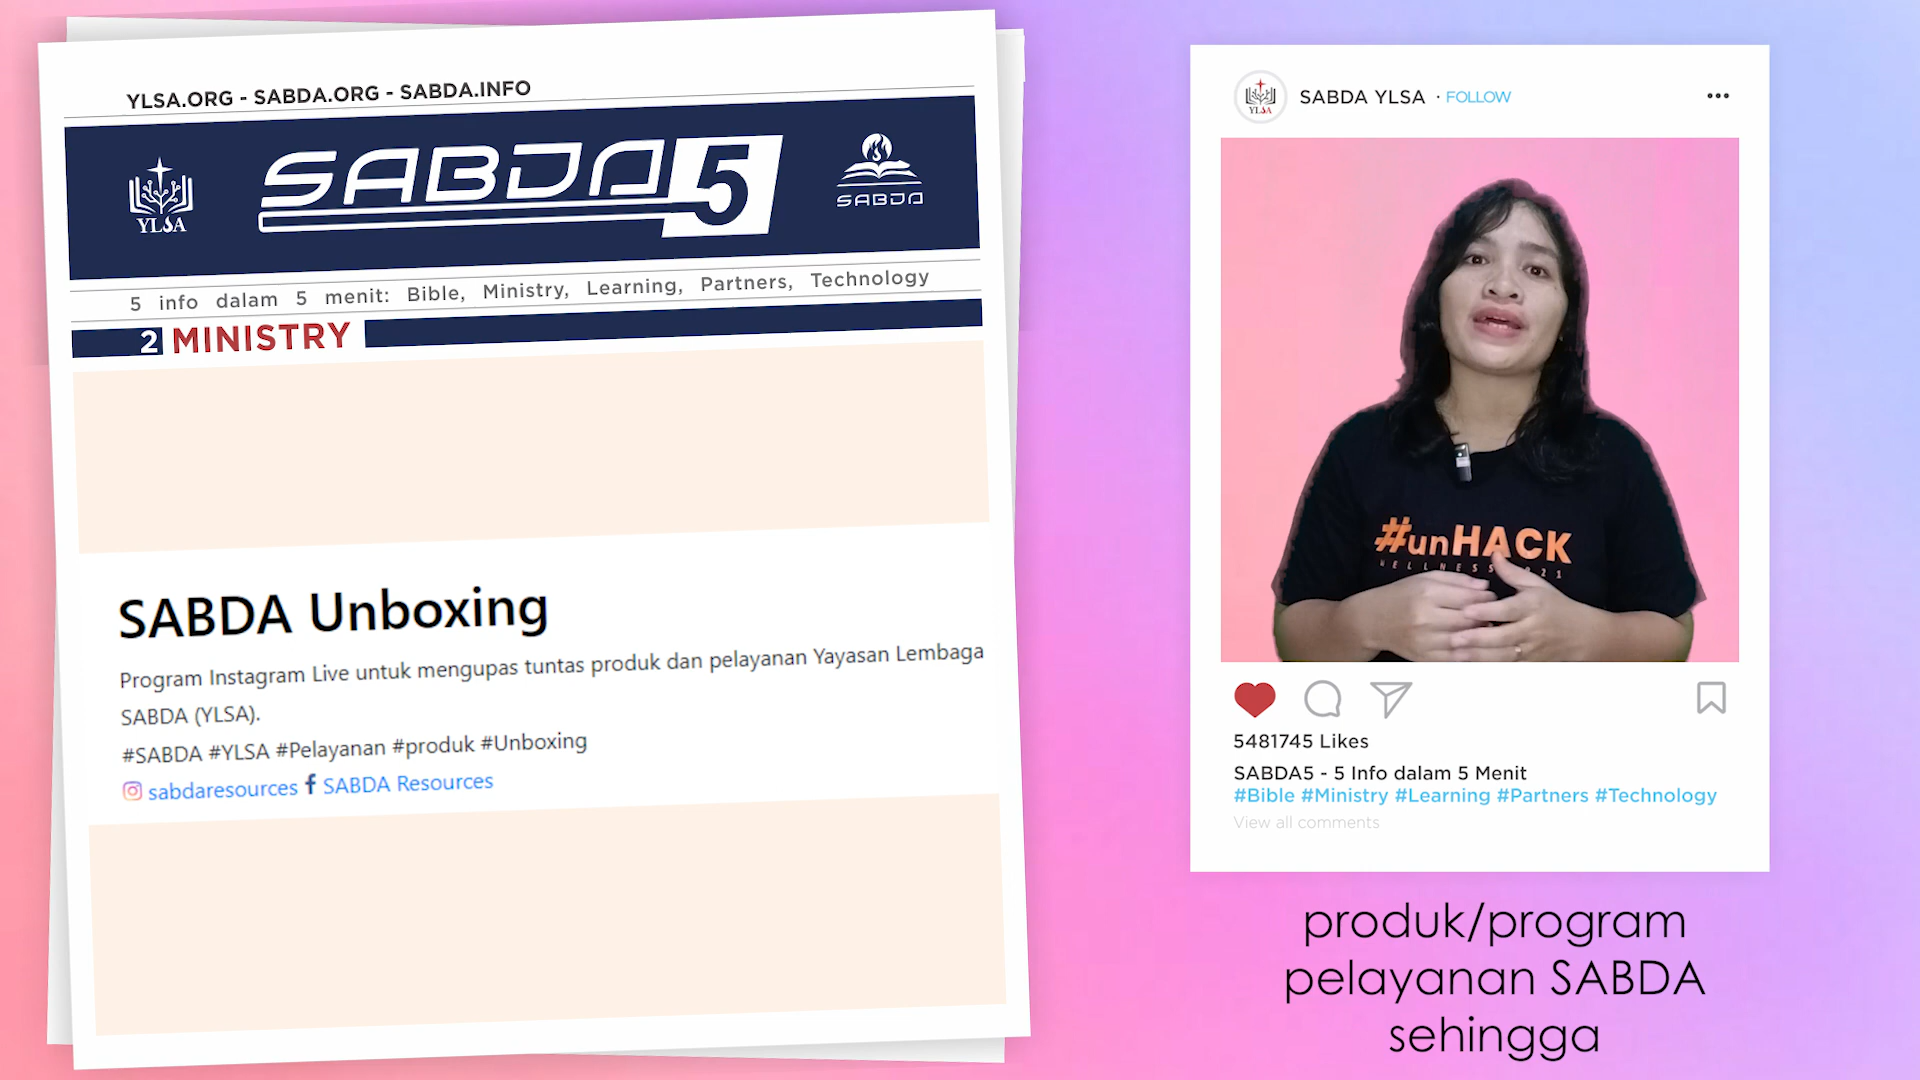 YLSA.ORG - SABDA.ORG - SABDA.INFO
YLSA
SABDA5
SABDA
5 info dalam 5 menit: Bible, Ministry, Learning, Partners, Technology
2 MINISTRY
SABDA Unboxing
Program Instagram Live untuk mengupas tuntas produk dan pelayanan Yayasan Lembaga
SABDA (YLSA).
#SABDA #YLSA #Pelayanan #produk #Unboxing
sabdaresources SABDA Resources
YLSA
SABDA YLSA · FOLLOW
#unHACK
5481745 Likes
SABDA5 - 5 Info dalam 5 Menit
#Bible #Ministry #Learning #Partners #Technology
View all comments
produk/program
pelayanan SABDA
sehingga